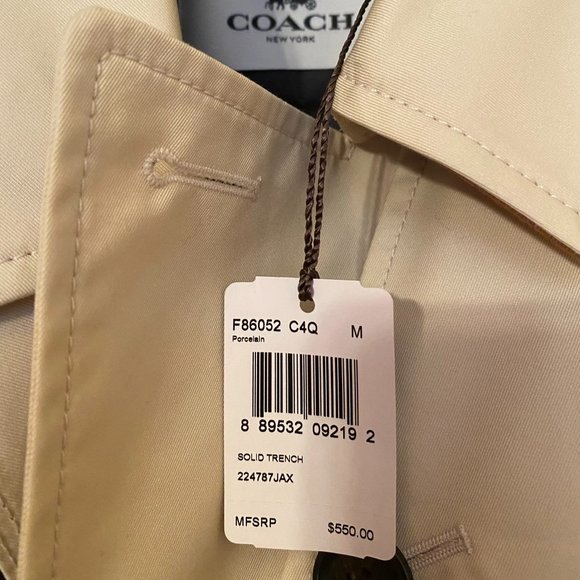 COACH
NEW YORK
F86052 C4Q M
Porcelain
8 89532 09219 2
SOLID TRENCH
224787JAX
MFSRP $550.00